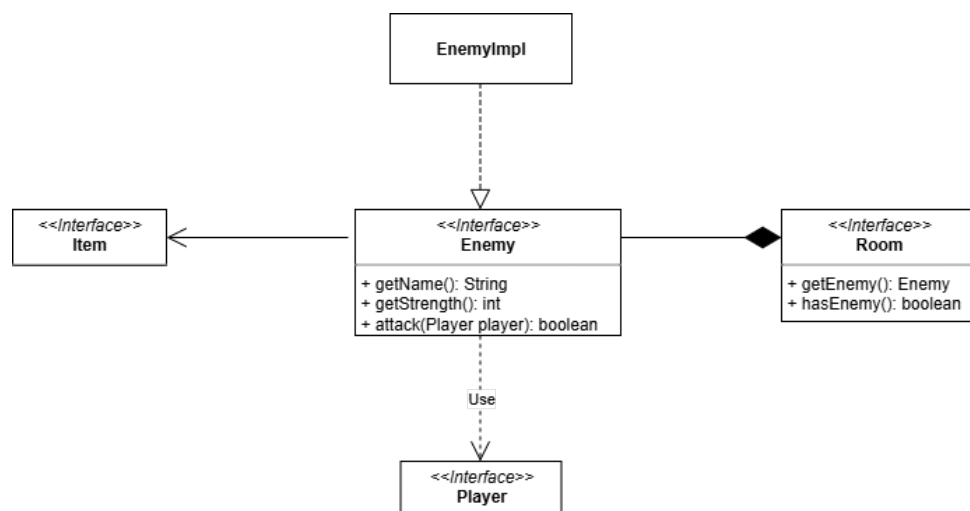 EnemyImpl
<<Interface>>
Item
<<Interface>>
Enemy
+ getName(): String
+ getStrength(): int
+ attack(Player player): boolean
<<Interface>>
Room
+ getEnemy(): Enemy
+ hasEnemy(): boolean
Use
<<Interface>>
Player